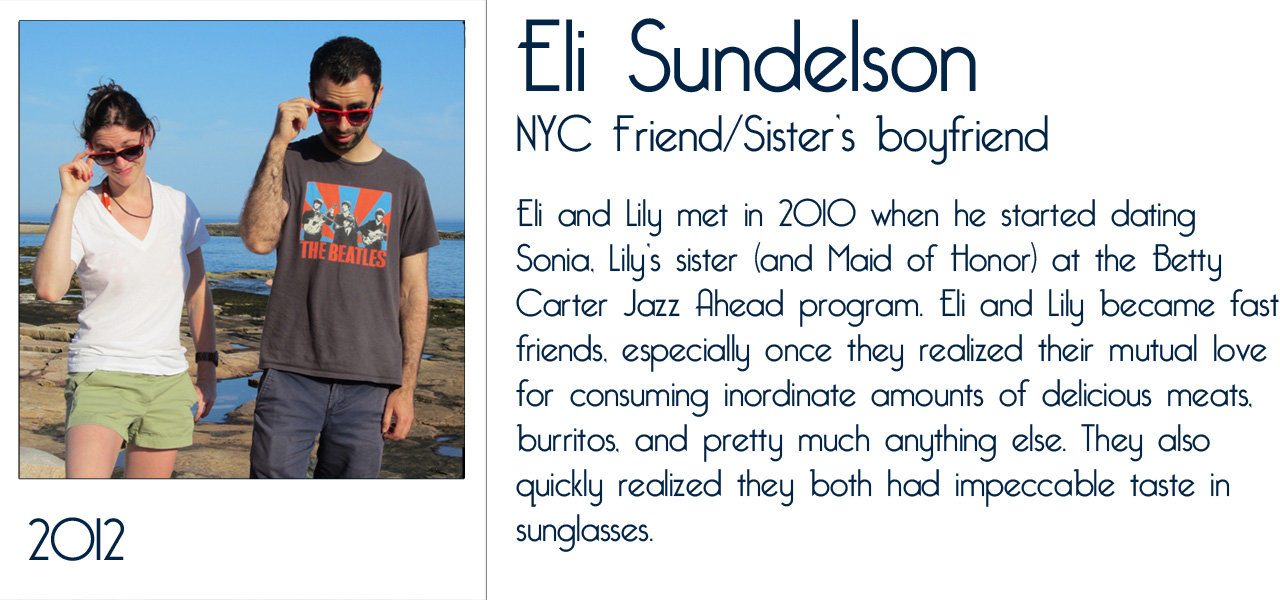 Eli Sundelson
NYC Friend/Sister's boyfriend
Eli and Lily met in 2010 when he started dating
Sonia, Lily's sister (and Maid of Honor) at the Betty
Carter Jazz Ahead program. Eli and Lily became fast
friends, especially once they realized their mutual love
for consuming inordinate amounts of delicious meats,
burritos, and pretty much anything else. They also
quickly realized they both had impeccable taste in
sunglasses.
THE BEATLES
2012